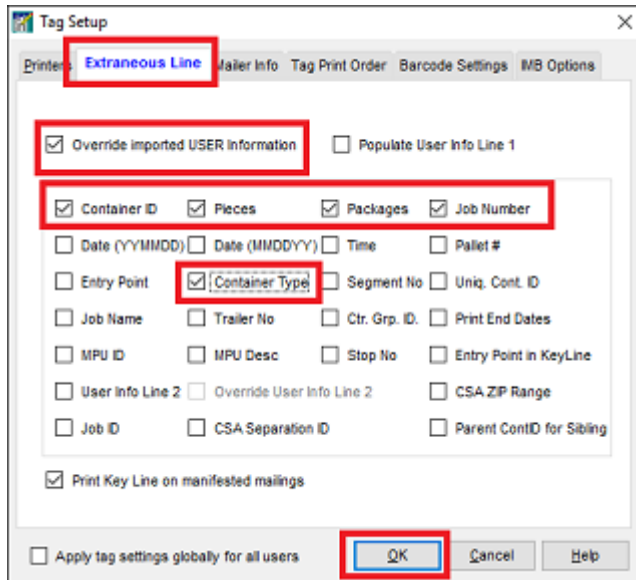 Tag Setup
Printers Extraneous Line Mailer Info Tag Print Order Barcode Settings IMB Options
Override imported USER Information Populate User Info Line 1
Container ID Pieces Packages Job Number
Date (YYMMDD) Date (MMDDYY) Time Pallet #
Entry Point Container Type Segment No Uniq. Cont. ID
Job Name Trailer No Ctr. Grp. ID. Print End Dates
MPU ID MPU Desc Stop No Entry Point in KeyLine
User Info Line 2 Override User Info Line 2 CSA ZIP Range
Job ID CSA Separation ID Parent ContID for Sibling
Print Key Line on manifested mailings
Apply tag settings globally for all users OK Cancel Help